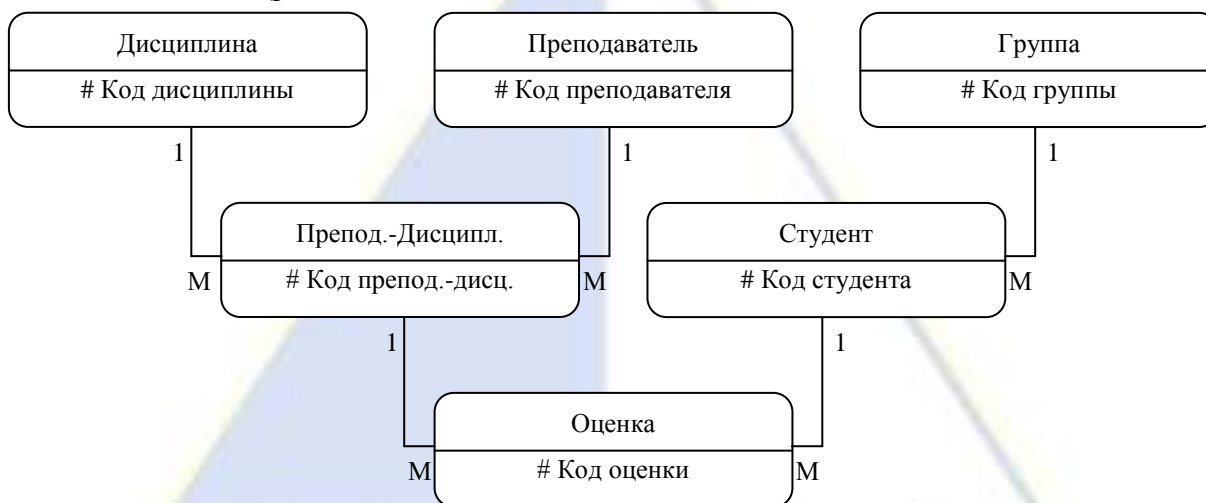 Дисциплина
# Код дисциплины
Преподаватель
# Код преподавателя
Группа
# Код группы
1
1
1
Препод.-Дисципл.
# Код препод.-дисц.
Студент
# Код студента
М
М
М
1
1
Оценка
# Код оценки
М
М